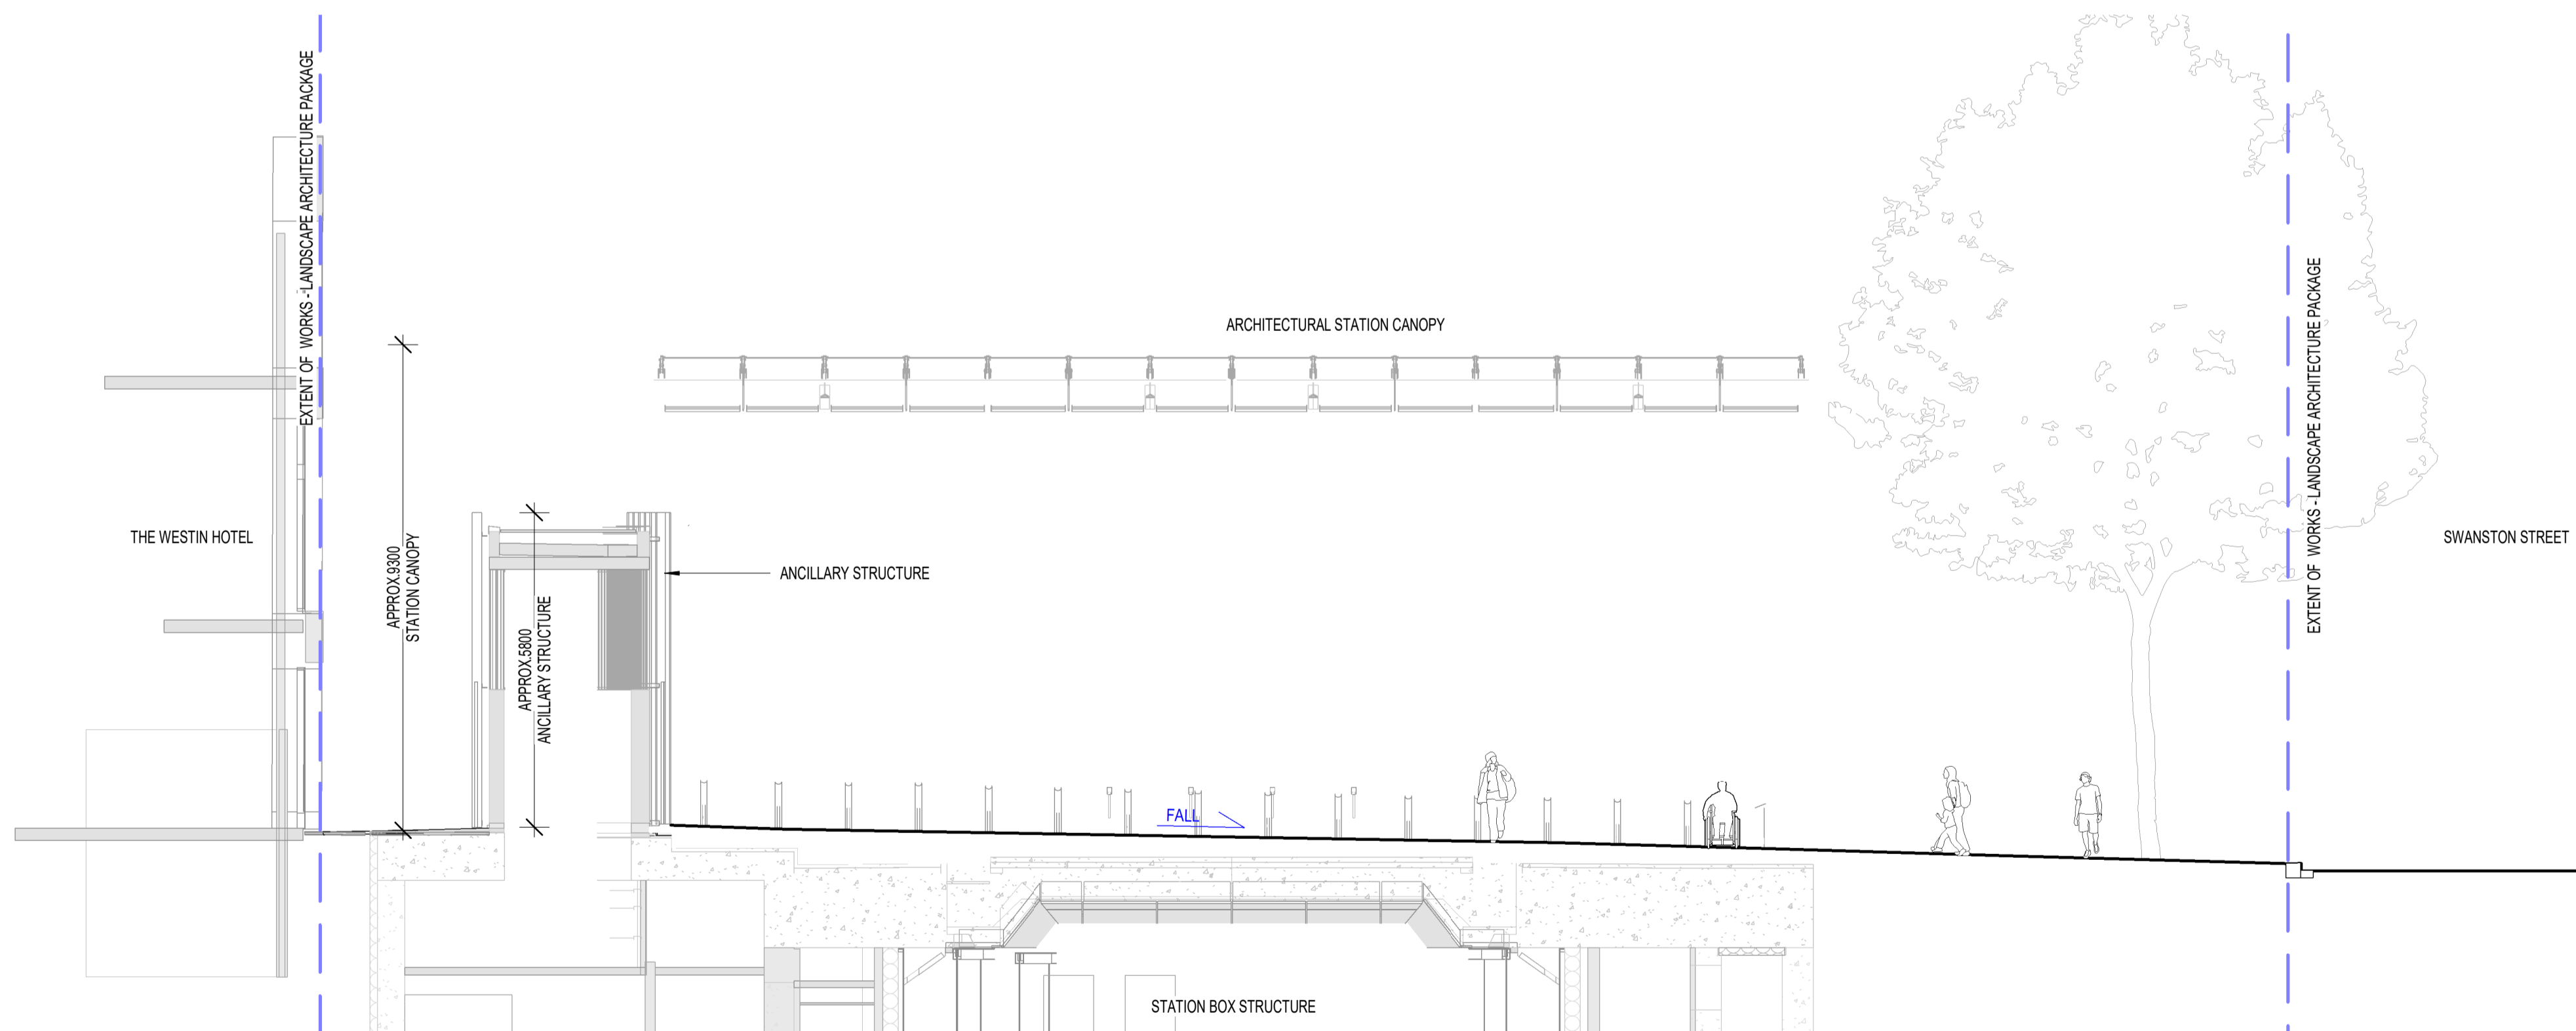 EXTENT OF WORKS - LANDSCAPE ARCHITECTURE PACKAGE
THE WESTIN HOTEL
APPROX.9300
STATION CANOPY
APPROX.5800
ANCILLARY STRUCTURE
ANCILLARY STRUCTURE
ARCHITECTURAL STATION CANOPY
FALL
STATION BOX STRUCTURE
EXTENT OF WORKS - LANDSCAPE ARCHITECTURE PACKAGE
SWANSTON STREET